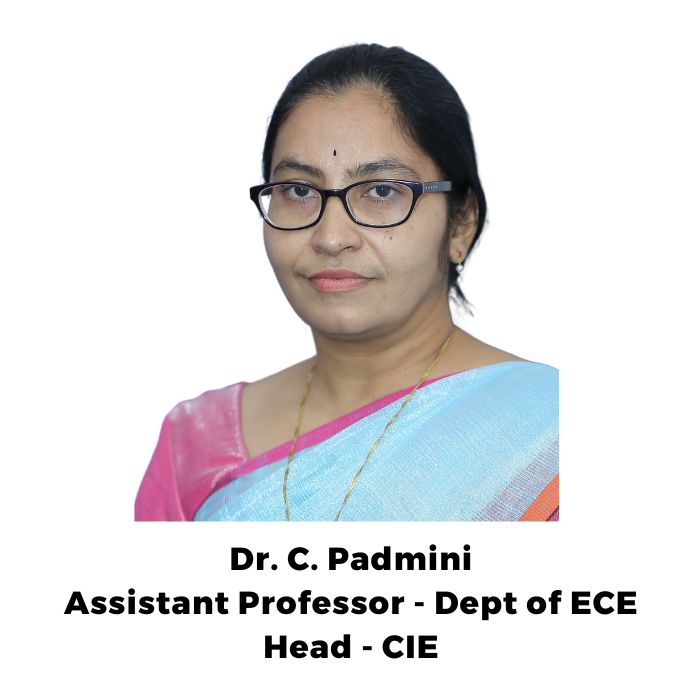 Dr. C. Padmini
Assistant Professor - Dept of ECE
Head - CIE